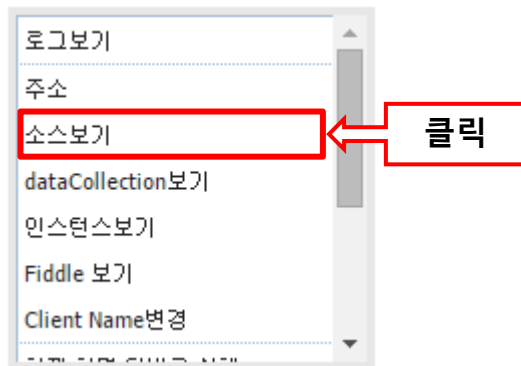 로그보기
주소
소스보기
클릭
dataCollection보기
인스턴스보기
Fiddle 보기
Client Name변경